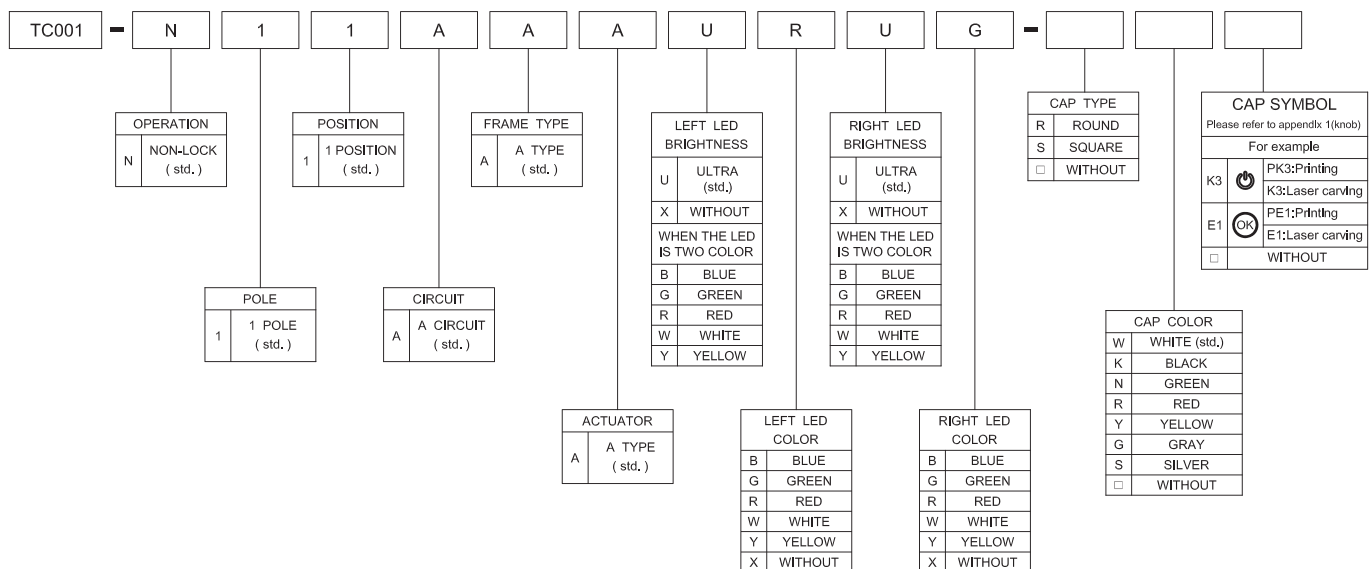 TC001 - N 1 1 A A A U R U G -
OPERATION
N NON-LOCK
( std. )
POSITION
1 1 POSITION
( std. )
FRAME TYPE
A A TYPE
( std. )
LEFT LED
BRIGHTNESS
U ULTRA
(std.)
X WITHOUT
WHEN THE LED
IS TWO COLOR
B BLUE
G GREEN
R RED
W WHITE
Y YELLOW
RIGHT LED
BRIGHTNESS
U ULTRA
(std.)
X WITHOUT
WHEN THE LED
IS TWO COLOR
B BLUE
G GREEN
R RED
W WHITE
Y YELLOW
CAP TYPE
R ROUND
S SQUARE
□ WITHOUT
CAP SYMBOL
Please refer to appendix 1(knob)
For example
K3 PK3:Printing
K3:Laser carving
E1 OK PE1:Printing
E1:Laser carving
□ WITHOUT
POLE
1 1 POLE
( std. )
CIRCUIT
A A CIRCUIT
( std. )
CAP COLOR
W WHITE (std.)
K BLACK
N GREEN
R RED
Y YELLOW
G GRAY
S SILVER
□ WITHOUT
ACTUATOR
A A TYPE
( std. )
LEFT LED
COLOR
B BLUE
G GREEN
R RED
W WHITE
Y YELLOW
X WITHOUT
RIGHT LED
COLOR
B BLUE
G GREEN
R RED
W WHITE
Y YELLOW
X WITHOUT